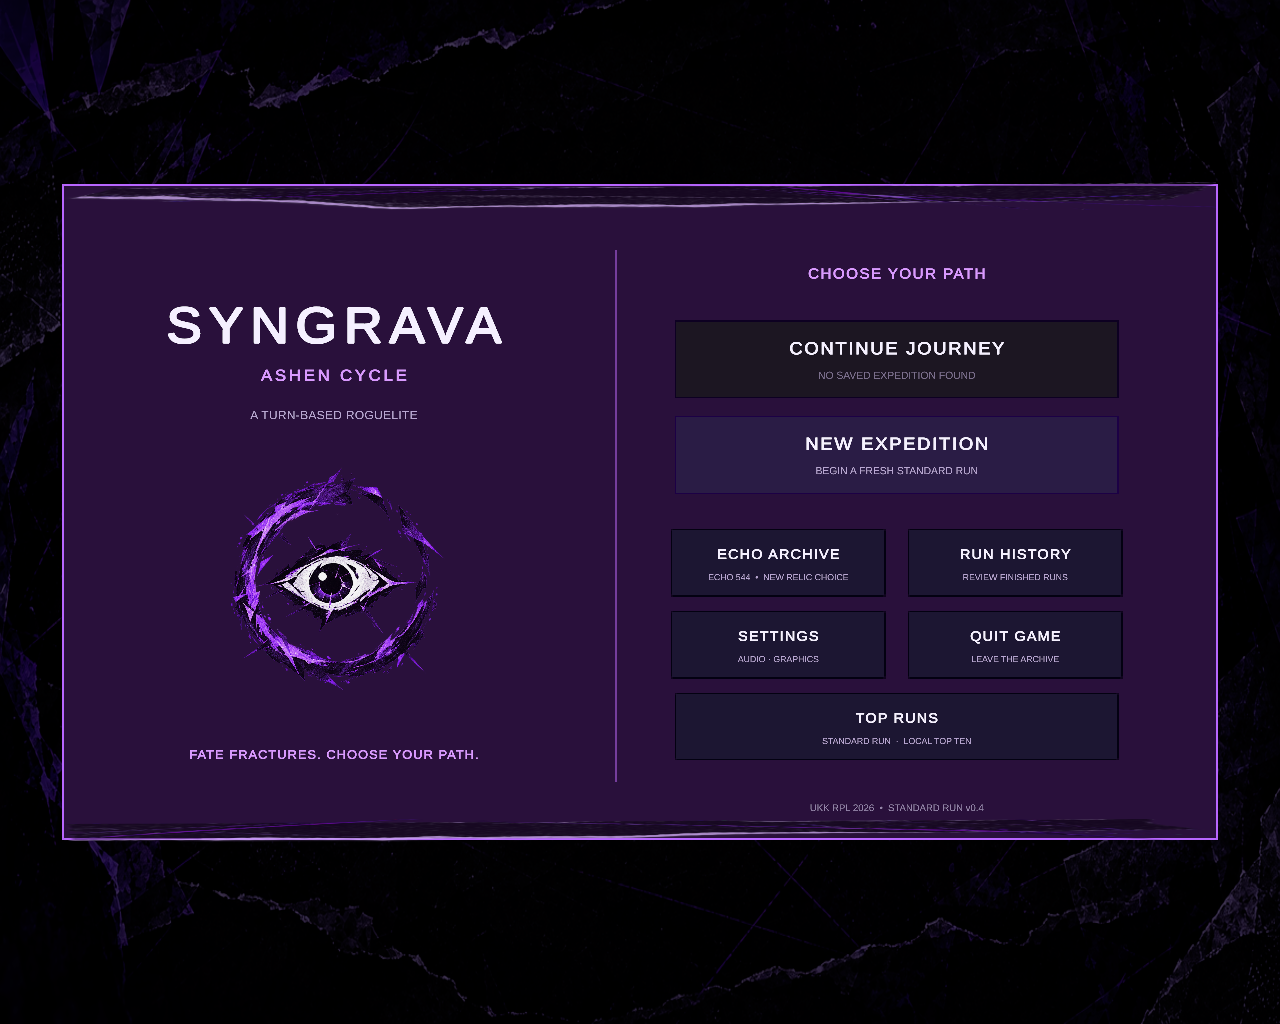 SYNGRAVA
ASHEN CYCLE
A TURN-BASED ROGUELITE
FATE FRACTURES. CHOOSE YOUR PATH.
CHOOSE YOUR PATH
CONTINUE JOURNEY
NO SAVED EXPEDITION FOUND
NEW EXPEDITION
BEGIN A FRESH STANDARD RUN
ECHO ARCHIVE
ECHO 544 • NEW RELIC CHOICE
RUN HISTORY
REVIEW FINISHED RUNS
SETTINGS
AUDIO · GRAPHICS
QUIT GAME
LEAVE THE ARCHIVE
TOP RUNS
STANDARD RUN · LOCAL TOP TEN
UKK RPL 2026 • STANDARD RUN v0.4